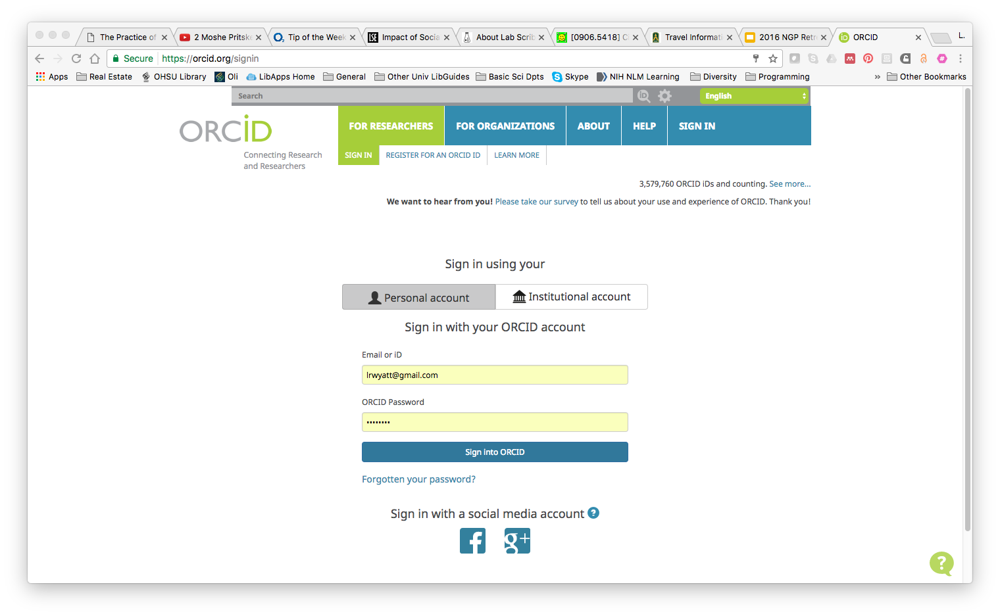 The Practice of
2 Moshe Pritske
Tip of the Week
Impact of Socia
About Lab Scrib
[0906.5418] C
Travel Informati
2016 NGP Retr
ORCID
L.
Secure https://orcid.org/signin
Apps Real Estate OHSU Library Oli LibApps Home General Other Univ LibGuides Basic Sci Dpts Skype NIH NLM Learning Diversity Programming » Other Bookmarks
Search
English
ORCID
Connecting Research
and Researchers
FOR RESEARCHERS FOR ORGANIZATIONS ABOUT HELP SIGN IN
SIGN IN REGISTER FOR AN ORCID ID LEARN MORE
3,579,760 ORCID iDs and counting. See more...
We want to hear from you! Please take our survey to tell us about your use and experience of ORCID. Thank you!
Sign in using your
Personal account Institutional account
Sign in with your ORCID account
Email or iD
lrwyatt@gmail.com
ORCID Password
••••••••
Sign into ORCID
Forgotten your password?
Sign in with a social media account ?
f g+
?